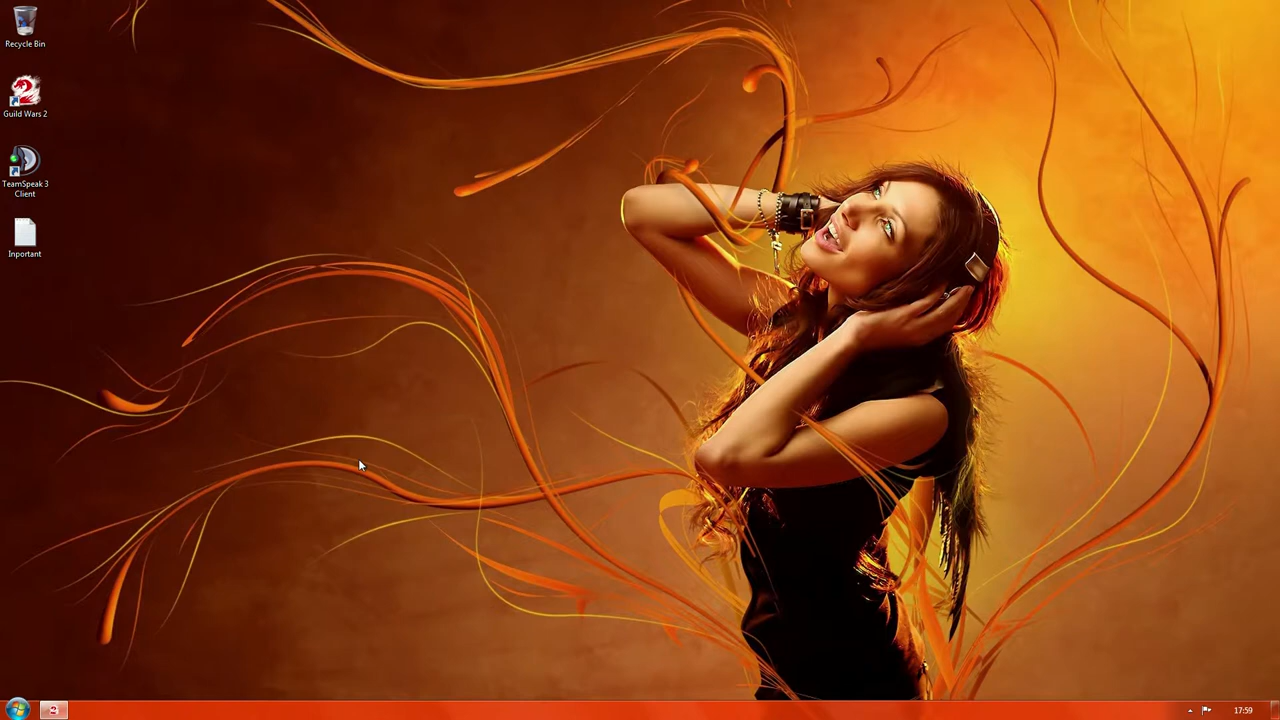 Recycle Bin
Guild Wars 2
TeamSpeak 3
Client
Inportant
17:59